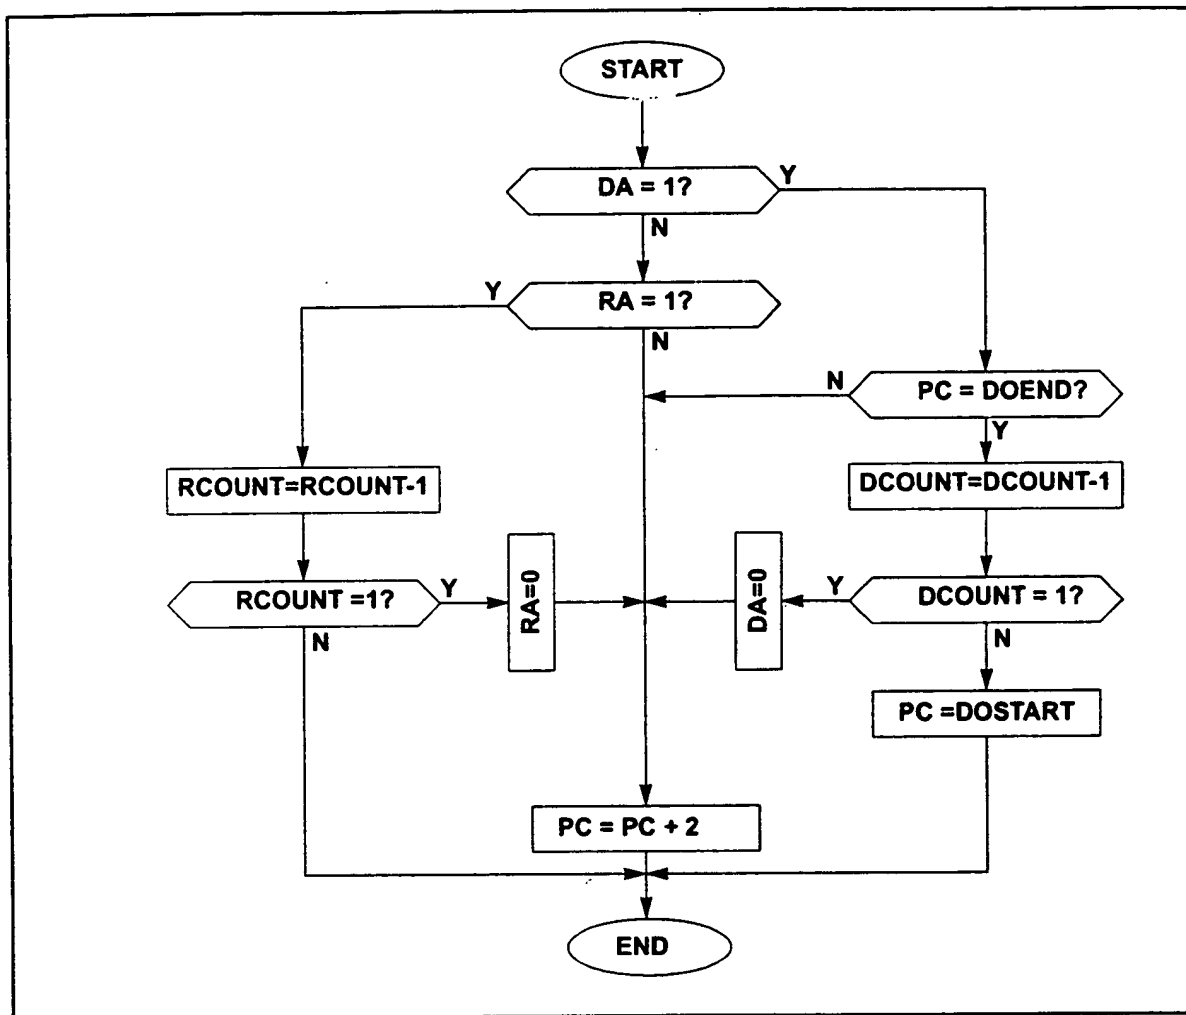 START
DA = 1?
Y
N
Y
RA = 1?
N
N
PC = DOEND?
Y
RCOUNT=RCOUNT-1
DCOUNT=DCOUNT-1
RCOUNT =1?
Y
N
RA=0
DA=0
Y
DCOUNT = 1?
N
PC =DOSTART
PC = PC + 2
END